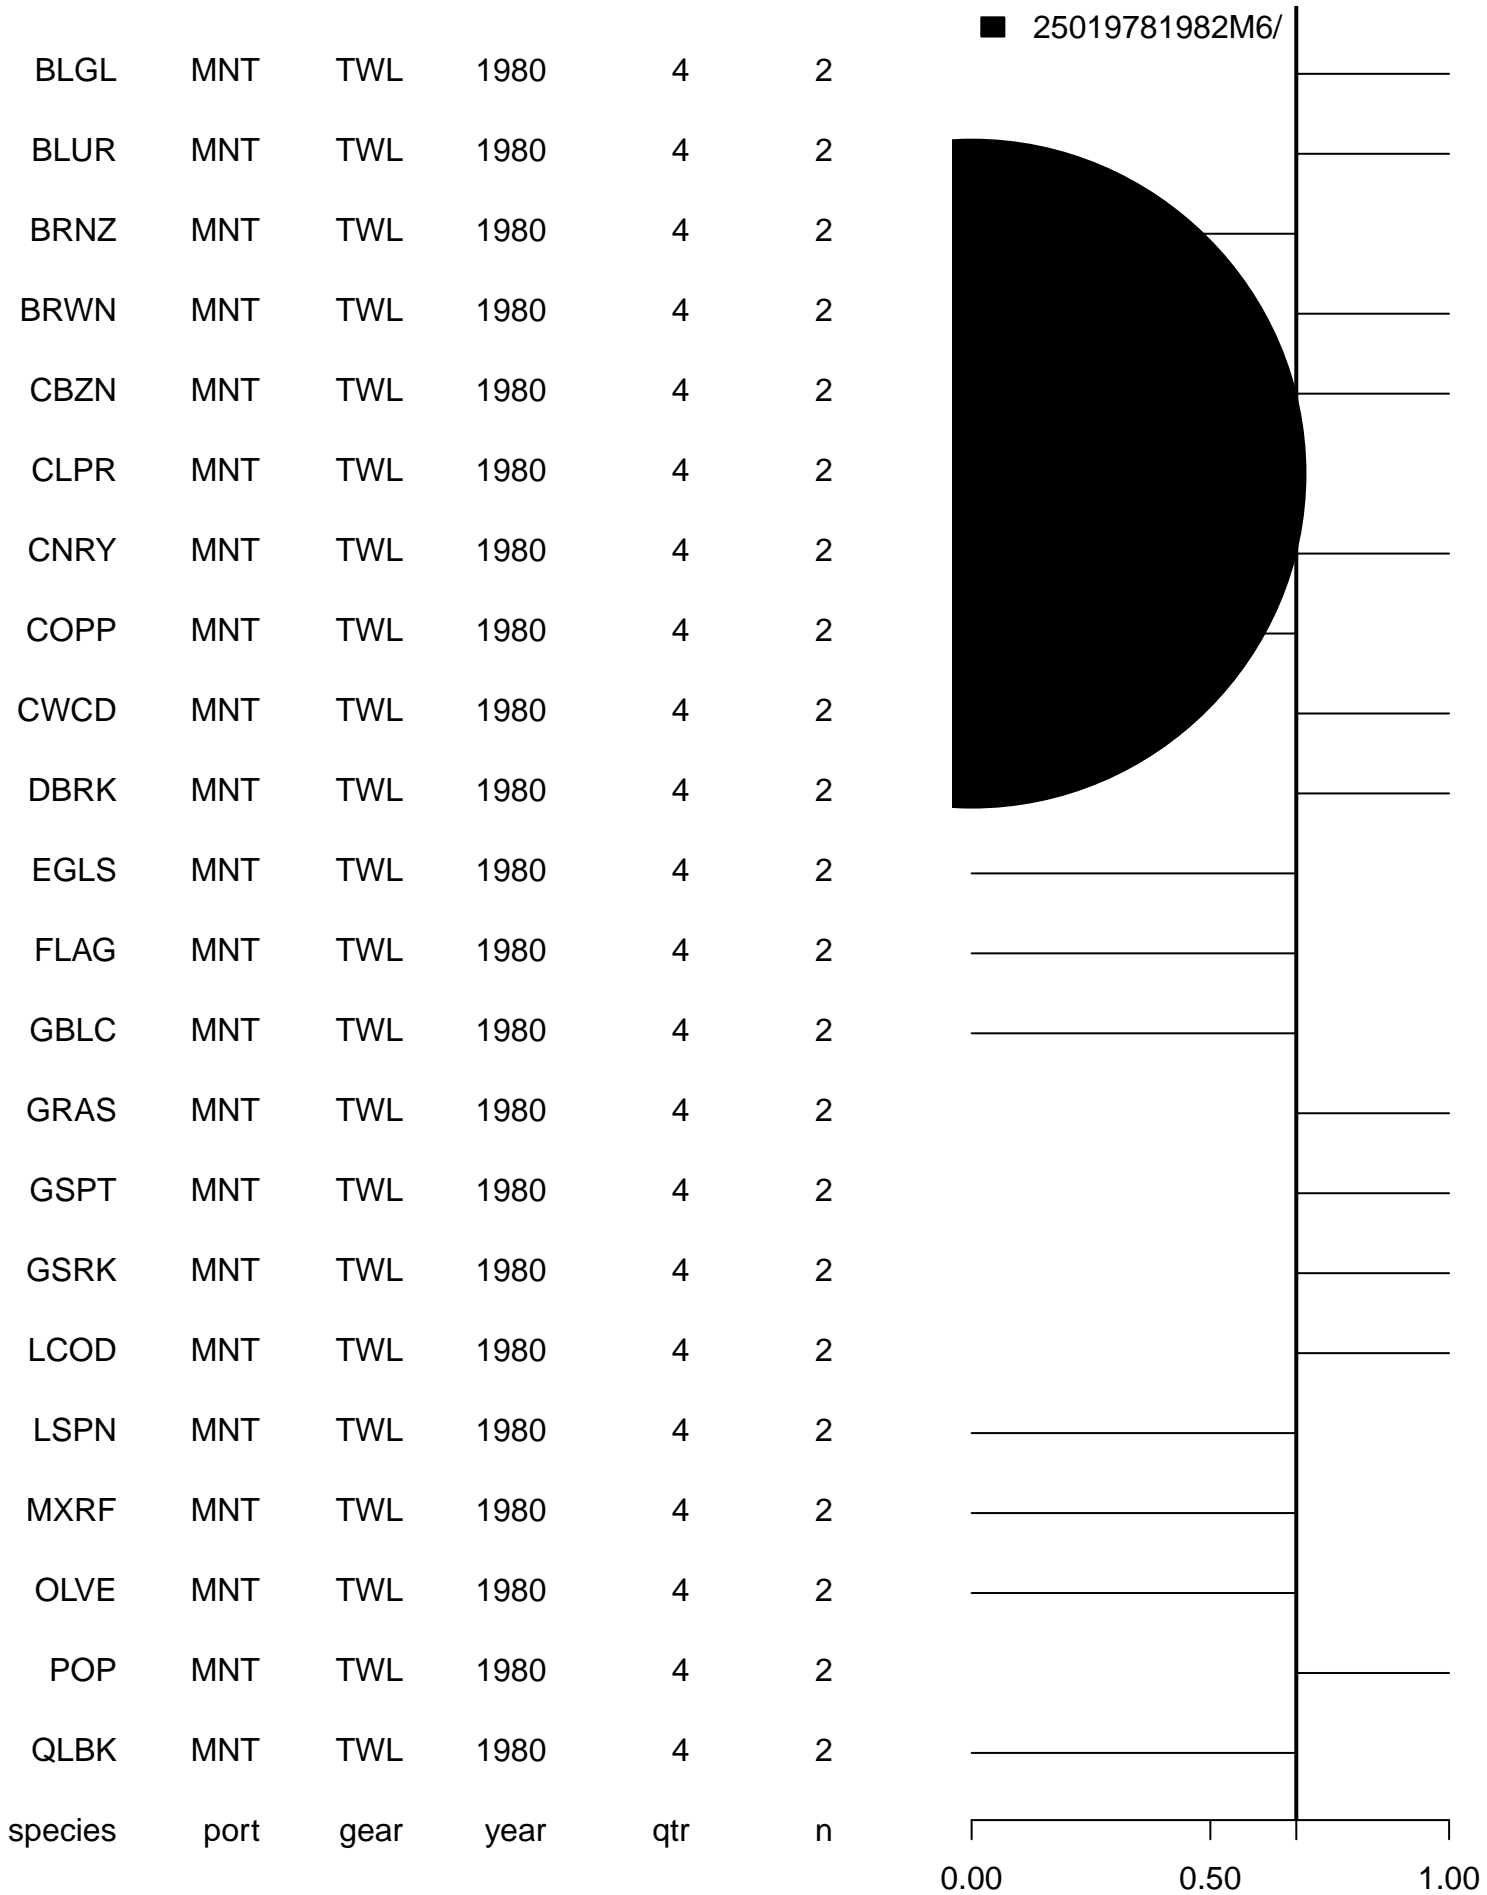 25019781982M6/
BLGL MNT TWL 1980 4 2
BLUR MNT TWL 1980 4 2
BRNZ MNT TWL 1980 4 2
BRWN MNT TWL 1980 4 2
CBZN MNT TWL 1980 4 2
CLPR MNT TWL 1980 4 2
CNRY MNT TWL 1980 4 2
COPP MNT TWL 1980 4 2
CWCD MNT TWL 1980 4 2
DBRK MNT TWL 1980 4 2
EGLS MNT TWL 1980 4 2
FLAG MNT TWL 1980 4 2
GBLC MNT TWL 1980 4 2
GRAS MNT TWL 1980 4 2
GSPT MNT TWL 1980 4 2
GSRK MNT TWL 1980 4 2
LCOD MNT TWL 1980 4 2
LSPN MNT TWL 1980 4 2
MXRF MNT TWL 1980 4 2
OLVE MNT TWL 1980 4 2
POP MNT TWL 1980 4 2
QLBK MNT TWL 1980 4 2
species port gear year qtr n
0.00 0.50 1.00